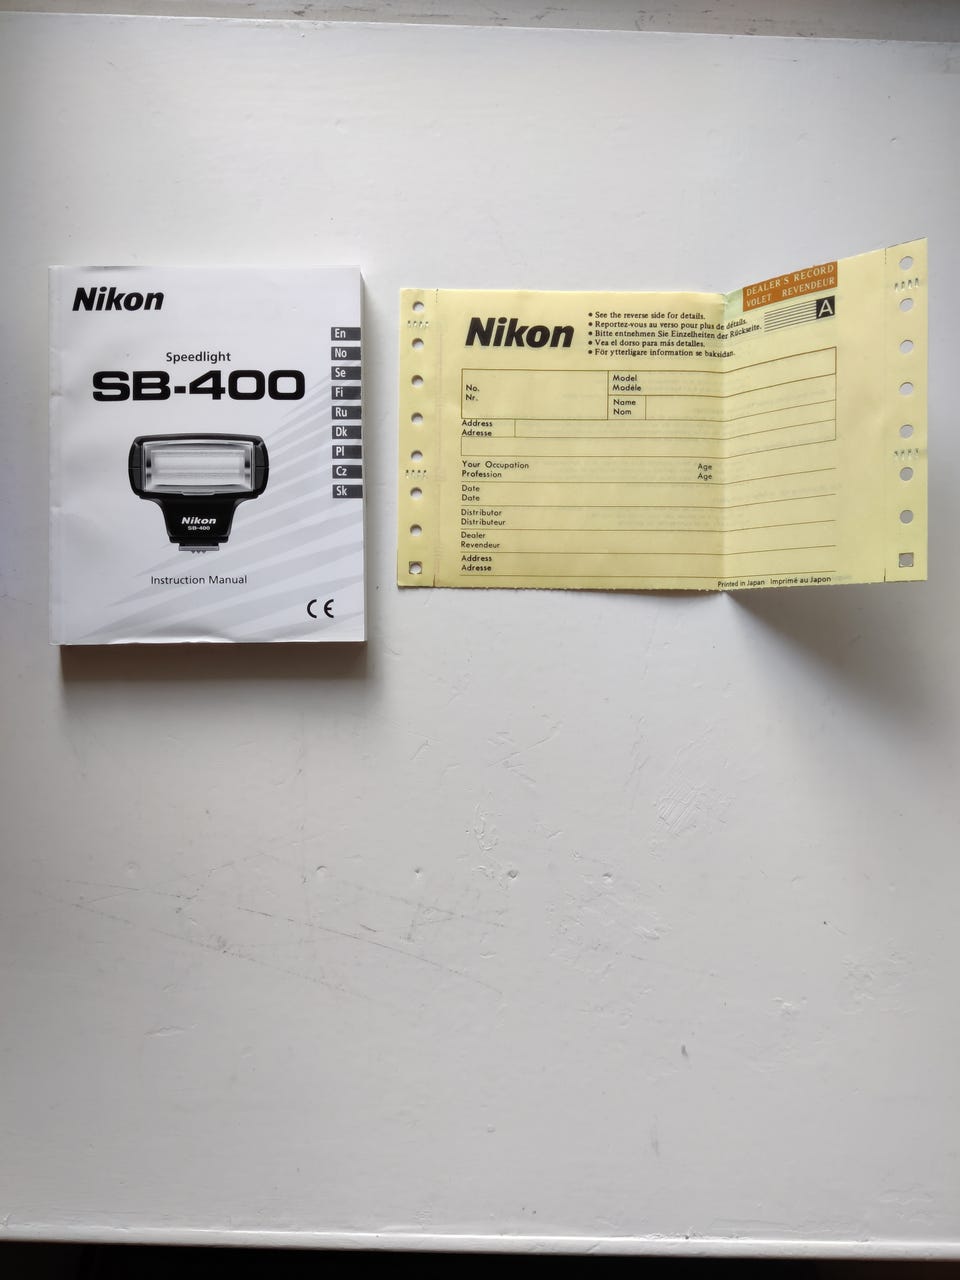 Nikon
Speedlight
SB-400
En
No
Se
Fi
Ru
Dk
Pl
Cz
Sk
Nikon
SB-400
Instruction Manual
CE
DEALER'S RECORD
VOLET REVENDEUR
A
Nikon
• See the reverse side for details.
• Reportez-vous au verso pour plus de détails.
• Bitte entnehmen Sie Einzelheiten der Rückseite.
• Vea el dorso para más detalles.
• För ytterligare information se baksidan.
No.
Nr.
Model
Modèle
Name
Nom
Address
Adresse
Your Occupation
Profession
Age
Age
Date
Date
Distributor
Distributeur
Dealer
Revendeur
Address
Adresse
Printed in Japan Imprimé au Japon